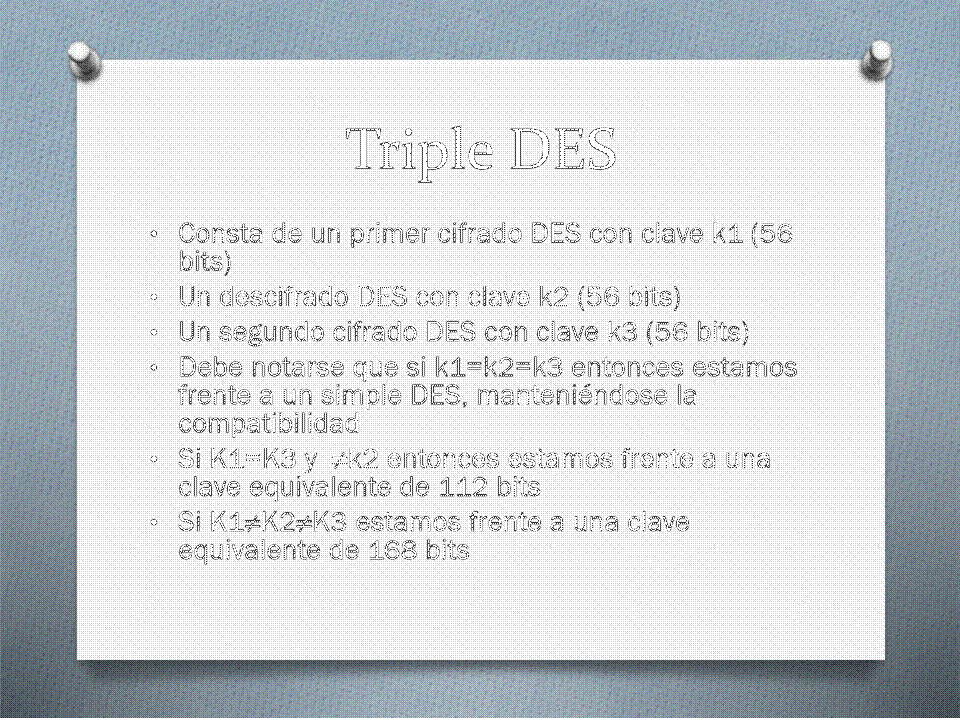 Triple DES
• Consta de un primer cifrado DES con clave k1 (56
bits)
• Un descifrado DES con clave k2 (56 bits)
• Un segundo cifrado DES con clave k3 (56 bits)
• Debe notarse que si k1=k2=k3 entonces estamos
frente a un simple DES, manteniéndose la
compatibilidad
• Si K1=K3 y ≠k2 entonces estamos frente a una
clave equivalente de 112 bits
• Si K1≠K2≠K3 estamos frente a una clave
equivalente de 168 bits